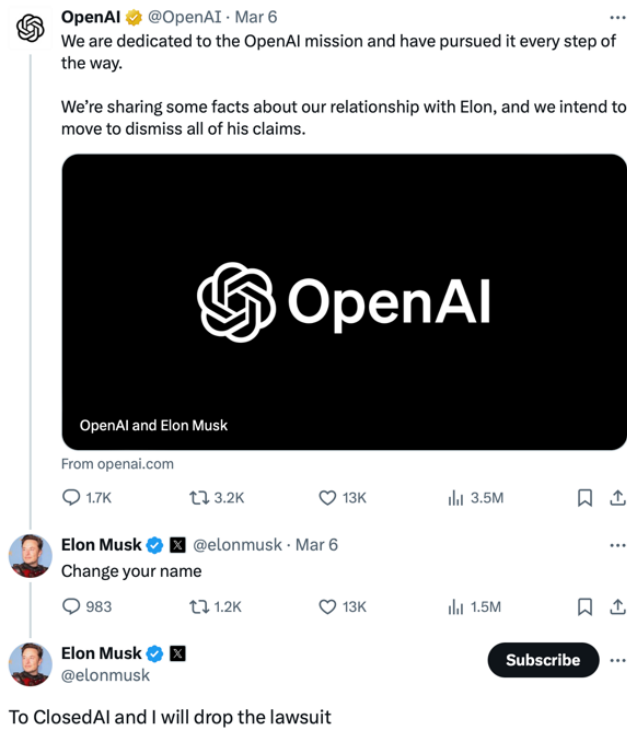 OpenAI @OpenAI · Mar 6
We are dedicated to the OpenAI mission and have pursued it every step of
the way.
We’re sharing some facts about our relationship with Elon, and we intend to
move to dismiss all of his claims.
OpenAI
OpenAI and Elon Musk
From openai.com
1.7K 3.2K 13K 3.5M
Elon Musk X @elonmusk · Mar 6
Change your name
983 1.2K 13K 1.5M
Elon Musk X
Subscribe
@elonmusk
To ClosedAI and I will drop the lawsuit